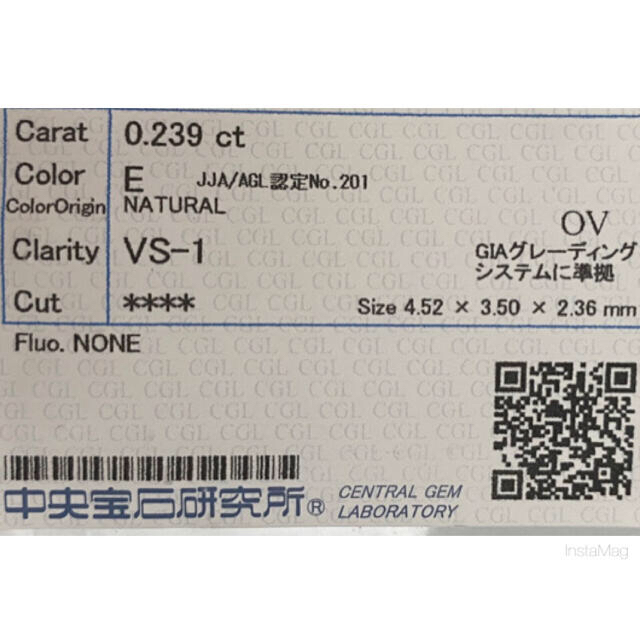 Carat 0.239 ct
Color E JJA/AGL認定No.201
ColorOrigin NATURAL
OV
Clarity VS-1 GIAグレーディング
システムに準拠
Cut **** Size 4.52 × 3.50 × 2.36 mm
Fluo. NONE
中央宝石研究所® CENTRAL GEM
LABORATORY
InstaMag